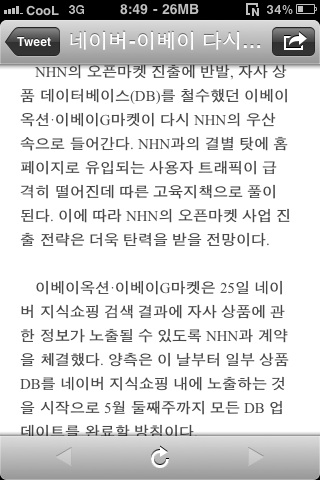 CooL 3G 8:49 - 26MB 34%
Tweet 네이버-이베이 다시...
NHN의 오픈마켓 진출에 반발, 자사 상
품 데이터베이스(DB)를 철수했던 이베이
옥션·이베이G마켓이 다시 NHN의 우산
속으로 들어간다. NHN과의 결별 탓에 홈
페이지로 유입되는 사용자 트래픽이 급
격히 떨어진데 따른 고육지책으로 풀이
된다. 이에 따라 NHN의 오픈마켓 사업 진
출 전략은 더욱 탄력을 받을 전망이다.
이베이옥션·이베이G마켓은 25일 네이
버 지식쇼핑 검색 결과에 자사 상품에 관
한 정보가 노출될 수 있도록 NHN과 계약
을 체결했다. 양측은 이 날부터 일부 상품
DB를 네이버 지식쇼핑 내에 노출하는 것
을 시작으로 5월 둘째주까지 모든 DB 업
데이트를 완료할 방침이다.